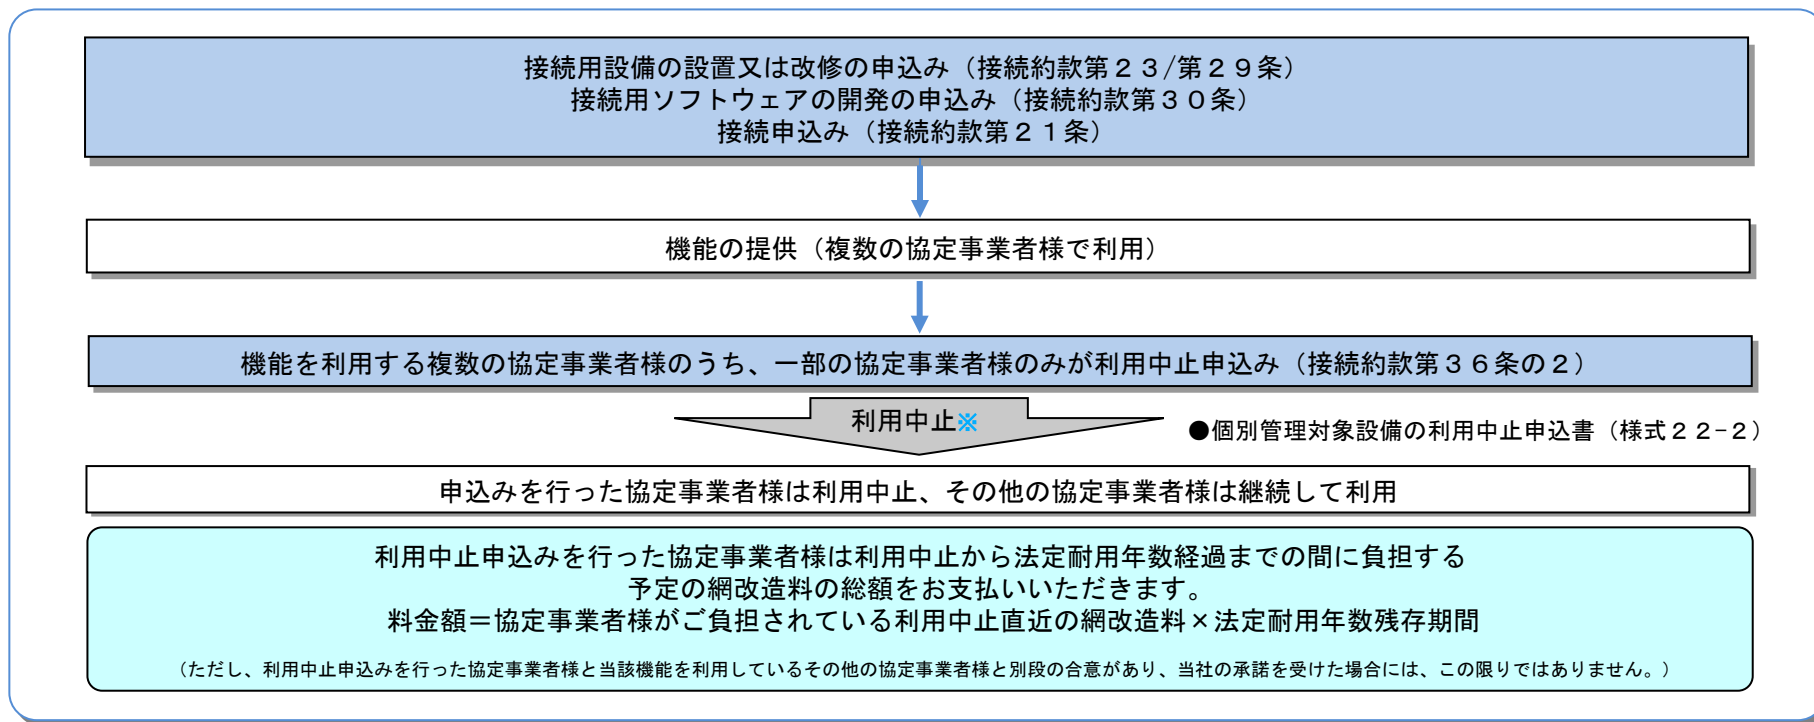 接続用設備の設置又は改修の申込み（接続約款第２３/第２９条）
接続用ソフトウェアの開発の申込み（接続約款第３０条）
接続申込み（接続約款第２１条）
機能の提供（複数の協定事業者様で利用）
機能を利用する複数の協定事業者様のうち、一部の協定事業者様のみが利用中止申込み（接続約款第３６条の２）
利用中止※
●個別管理対象設備の利用中止申込書（様式２２−２）
申込みを行った協定事業者様は利用中止、その他の協定事業者様は継続して利用
利用中止申込みを行った協定事業者様は利用中止から法定耐用年数経過までの間に負担する
予定の網改造料の総額をお支払いいただきます。
料金額＝協定事業者様がご負担されている利用中止直近の網改造料×法定耐用年数残存期間
（ただし、利用中止申込みを行った協定事業者様と当該機能を利用しているその他の協定事業者様と別段の合意があり、当社の承諾を受けた場合には、この限りではありません。）